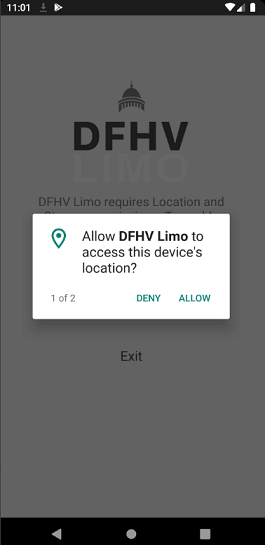 11:01
DFHV
LIMO
DFHV Limo requires Location and
Allow DFHV Limo to
access this device's
location?
1 of 2
DENY
ALLOW
Exit